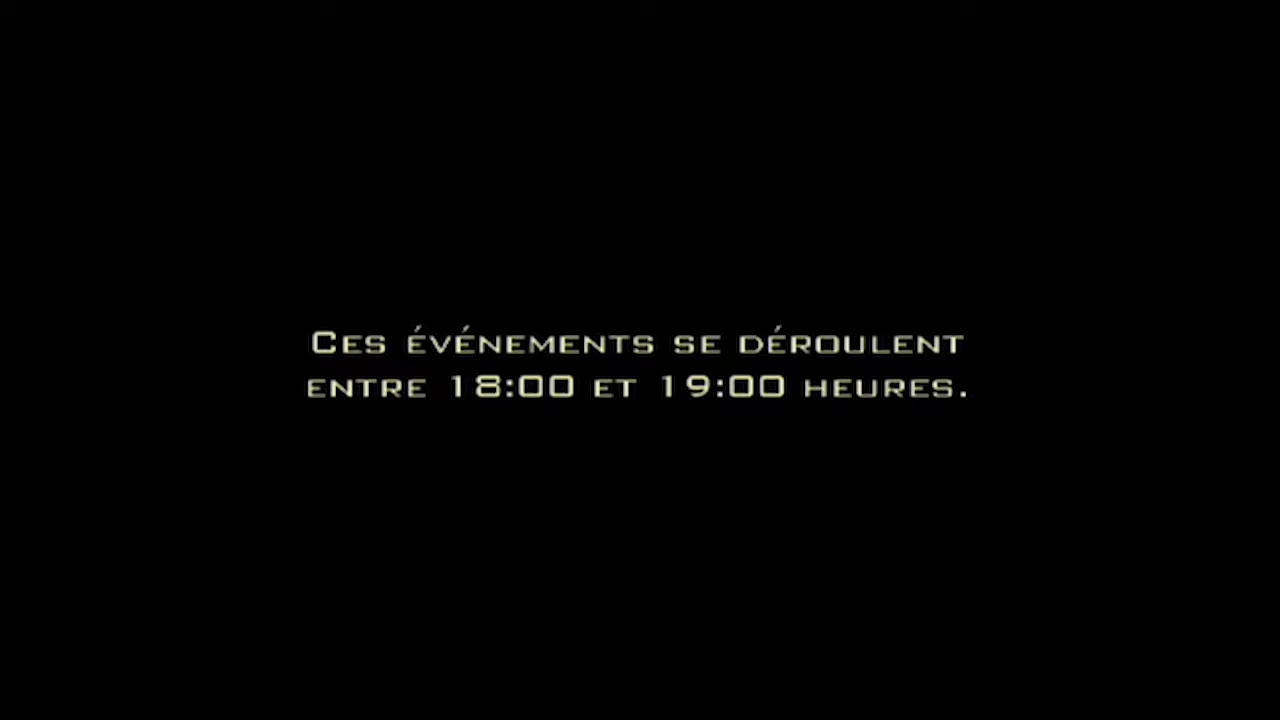 Ces événements se déroulent
entre 18:00 et 19:00 heures.